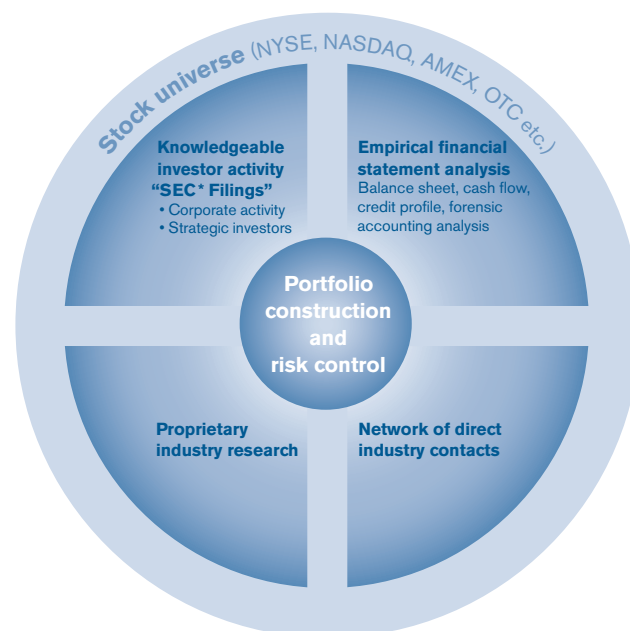 Stock universe (NYSE, NASDAQ, AMEX, OTC etc.)
Knowledgeable
investor activity
“SEC* Filings”
• Corporate activity
• Strategic investors
Empirical financial
statement analysis
Balance sheet, cash flow,
credit profile, forensic
accounting analysis
Portfolio
construction
and
risk control
Proprietary
industry research
Network of direct
industry contacts